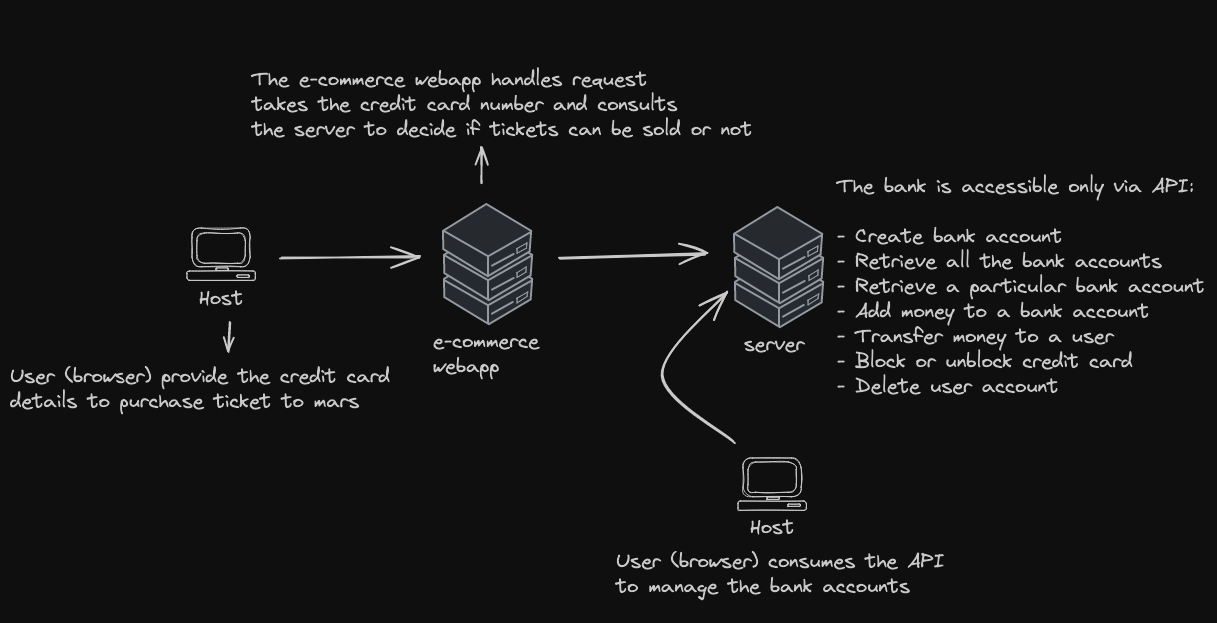 The e-commerce webapp handles request
takes the credit card number and consults
the server to decide if tickets can be sold or not
Host
User (browser) provide the credit card
details to purchase ticket to mars
e-commerce
webapp
server
The bank is accessible only via API:
- Create bank account
- Retrieve all the bank accounts
- Retrieve a particular bank account
- Add money to a bank account
- Transfer money to a user
- Block or unblock credit card
- Delete user account
Host
User (browser) consumes the API
to manage the bank accounts